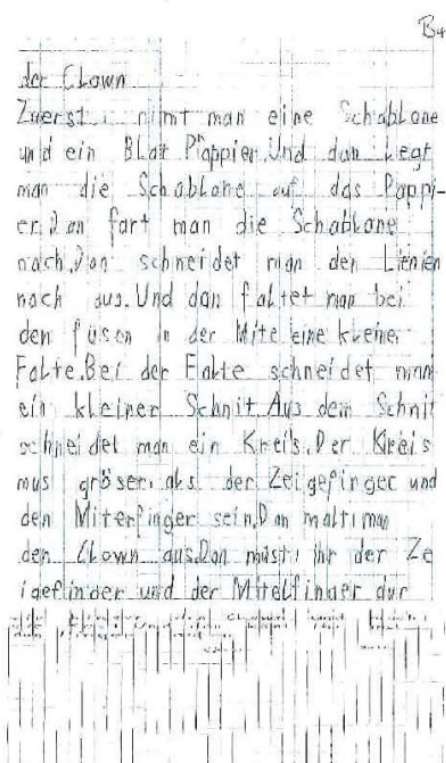 B4
der Clown
Zuerst nimt man eine Schablone
und ein Blat Piappier. Und dan legt
man die Schablone auf das Pappi-
er. Dan fart man die Schablone
nach. Dan schneidet man den Lienien
nach aus. Und dan faltet man bei
den füsen in der Mite eine kleine
Falte. Bei der Falte schneidet man
ein kleiner Schnit. Aus dem Schnit
schneidet man ein Kreis. Der Kreis
mus gröser als der Zeigefinger und
den Mitenfinger sein. Dan malt man
den Clown aus. Dan müst ihr der Ze
igefinder und der Mitelfinger dur